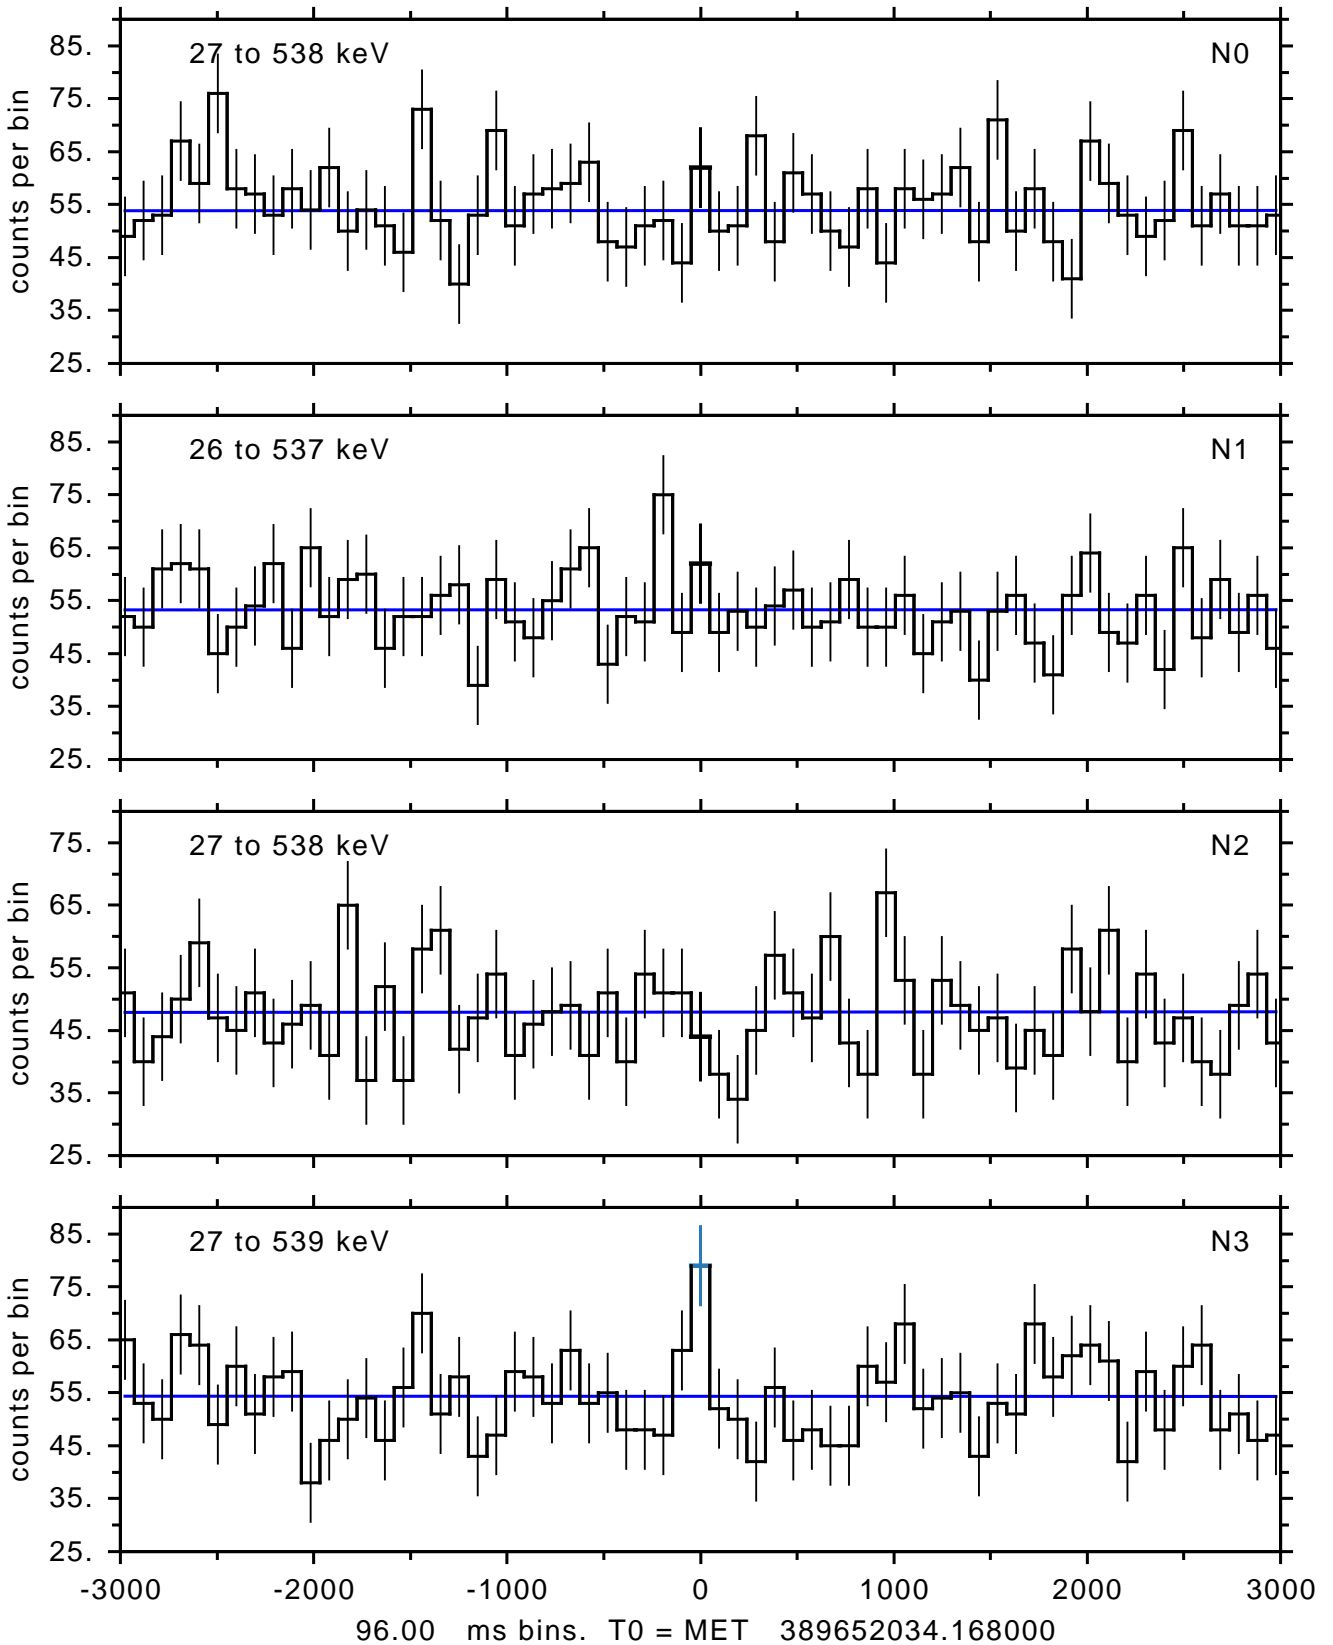 27 to 538 keV N0
85.
75.
65.
55.
45.
35.
25.
counts per bin
26 to 537 keV N1
85.
75.
65.
55.
45.
35.
25.
counts per bin
27 to 538 keV N2
75.
65.
55.
45.
35.
25.
counts per bin
27 to 539 keV N3
85.
75.
65.
55.
45.
35.
25.
counts per bin
-3000 -2000 -1000 0 1000 2000 3000
96.00 ms bins. T0 = MET 389652034.168000